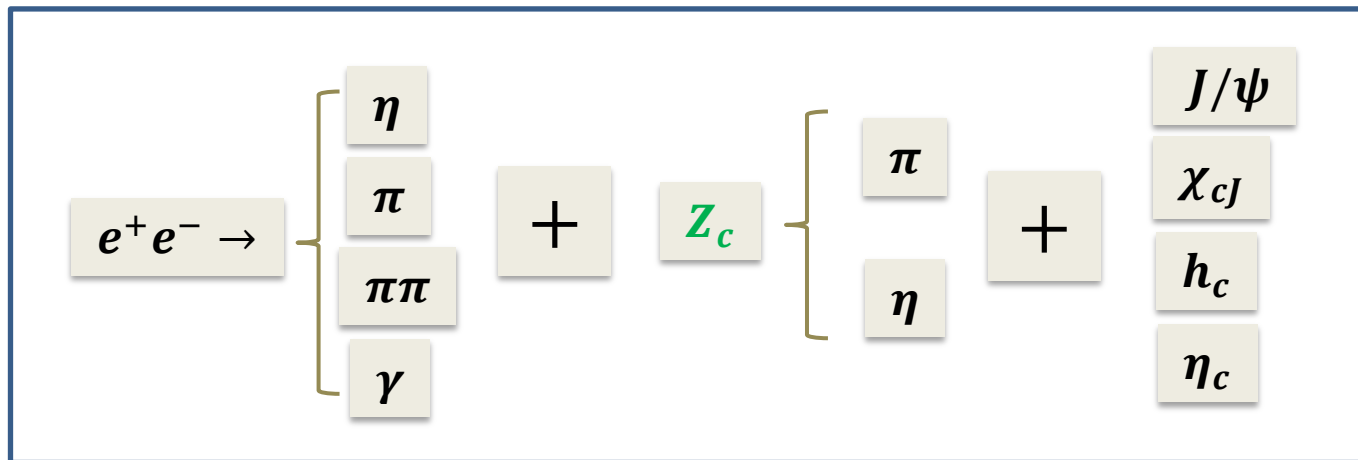 e⁺e⁻ →
η
π
ππ
γ
+
Z_c
π
η
+
J/ψ
χ_cJ
h_c
η_c